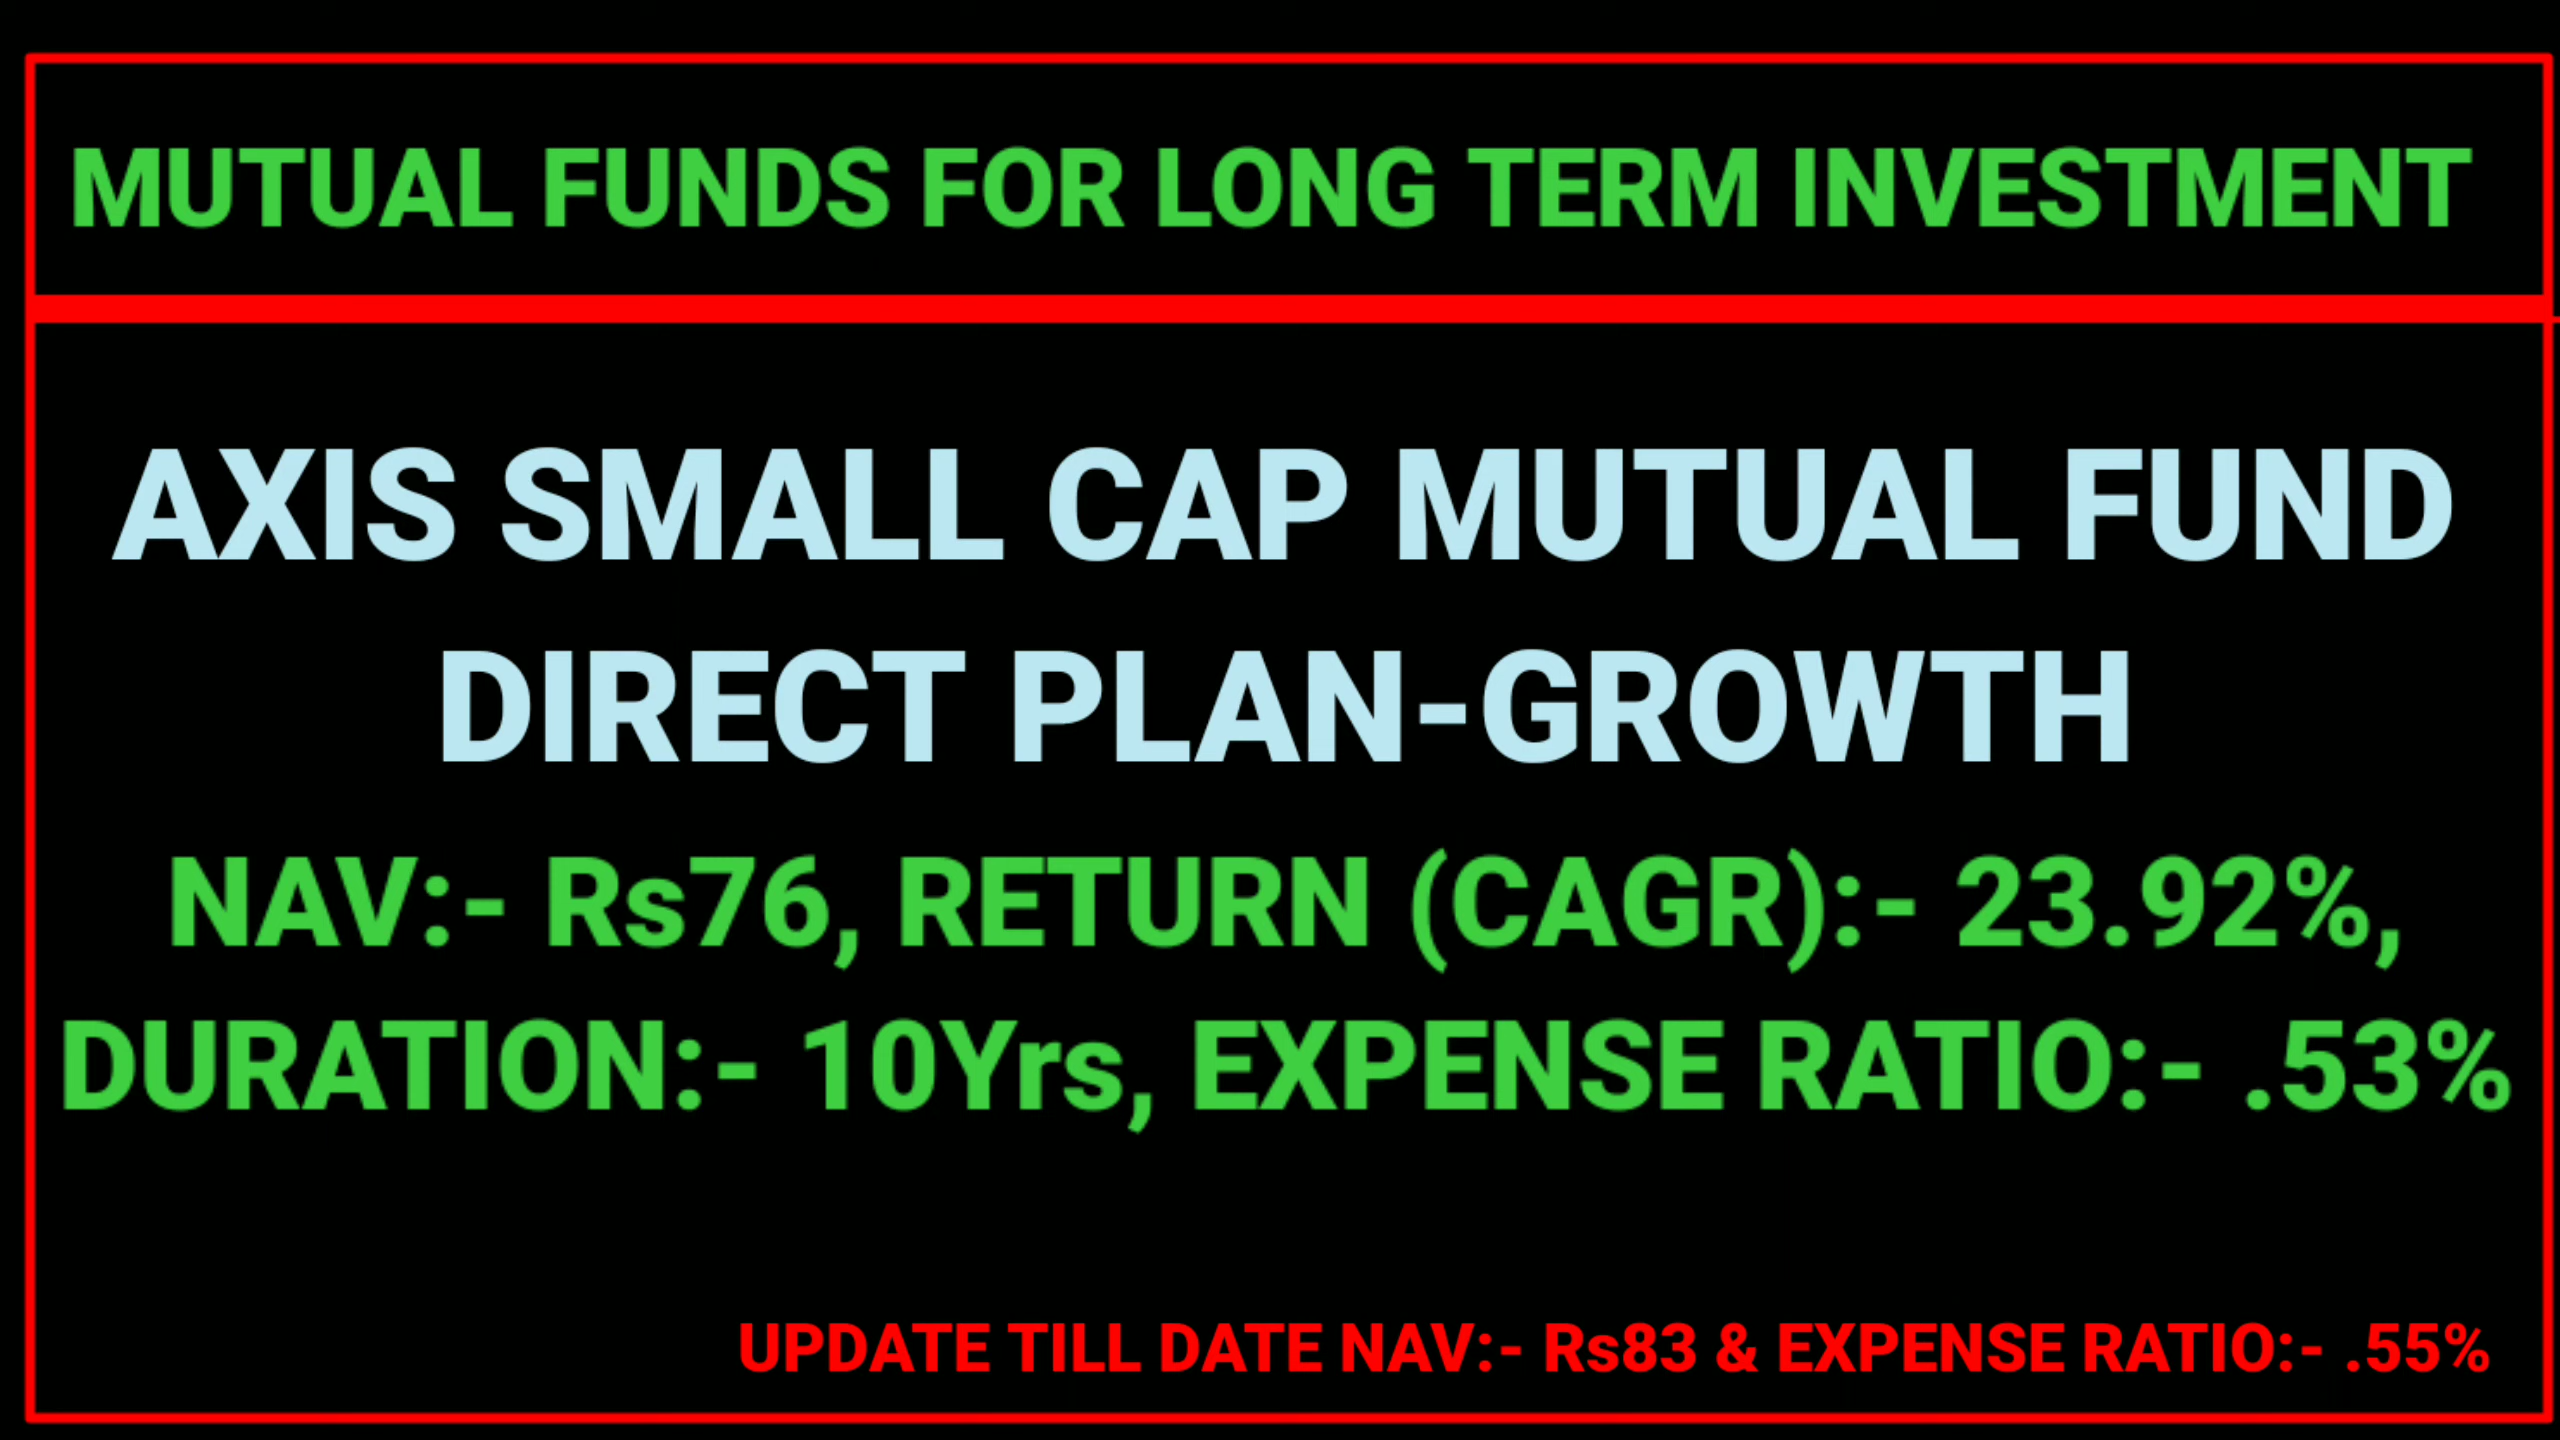 MUTUAL FUNDS FOR LONG TERM INVESTMENT
AXIS SMALL CAP MUTUAL FUND
DIRECT PLAN-GROWTH
NAV:- Rs76, RETURN (CAGR):- 23.92%,
DURATION:- 10Yrs, EXPENSE RATIO:- .53%
UPDATE TILL DATE NAV:- Rs83 & EXPENSE RATIO:- .55%